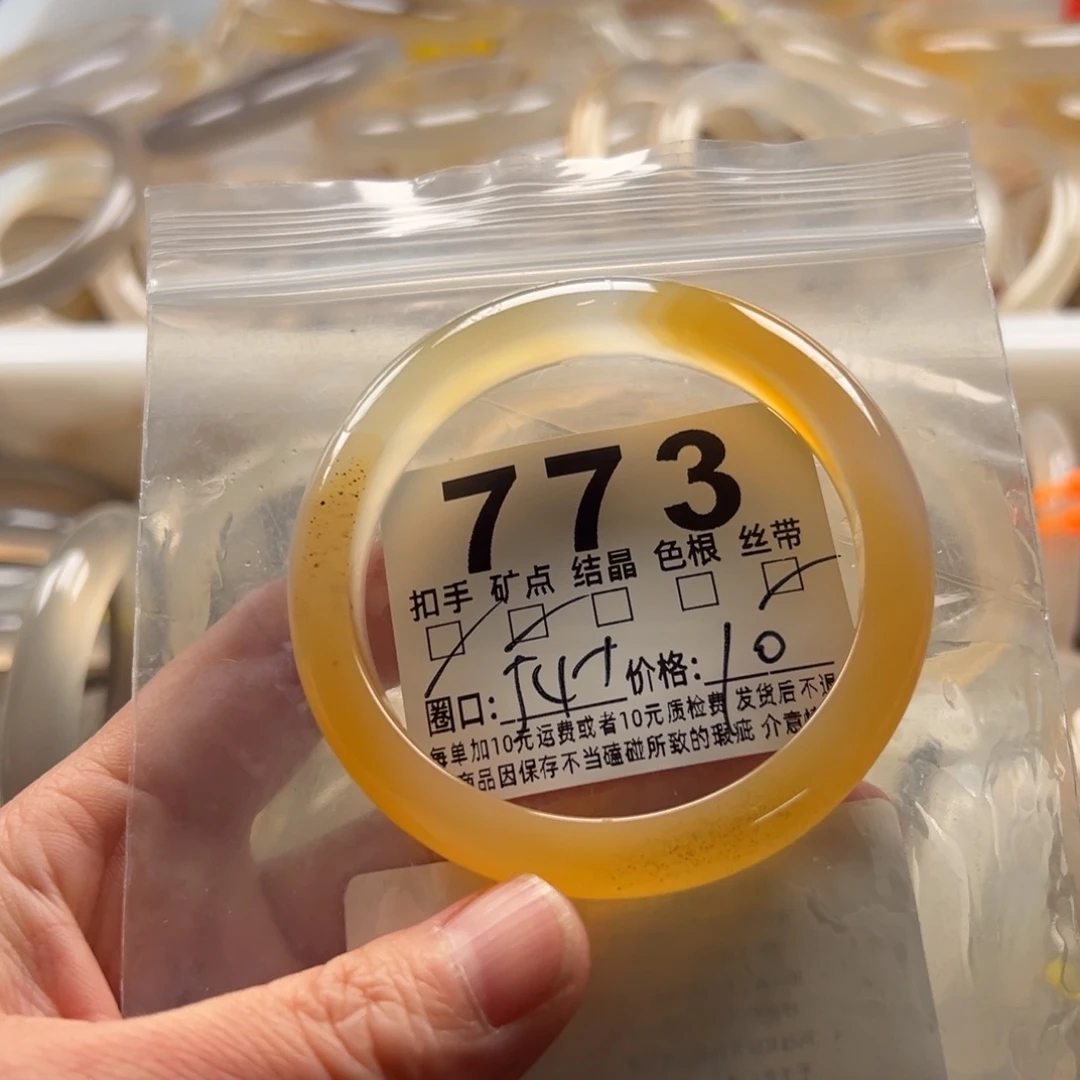 773
扣手 矿点 结晶 色根 丝带
圈口: 价格: 10
每单加10元运费或者10元质检费 发货后不退
商品因保存不当磕碰所致的瑕疵 介意